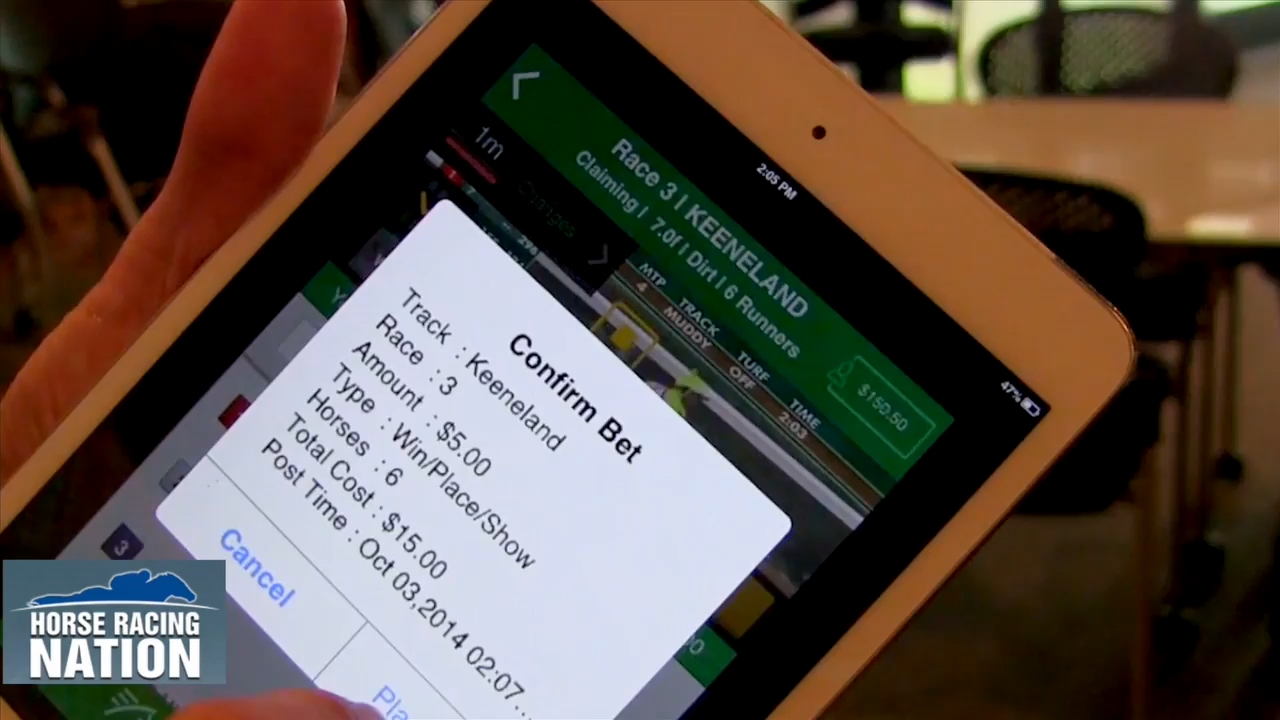 2:05 PM
47%
Race 3 | KEENELAND
Claiming | 7.0f | Dirt | 6 Runners
$150.50
1m
Changes
MTP TRACK TURF TIME
4 MUDDY OFF 2:03
Confirm Bet
Track : Keeneland
Race : 3
Amount : $5.00
Type : Win/Place/Show
Horses : 6
Total Cost : $15.00
Post Time : Oct 03,2014 02:07...
Cancel
3
HORSE RACING
NATION